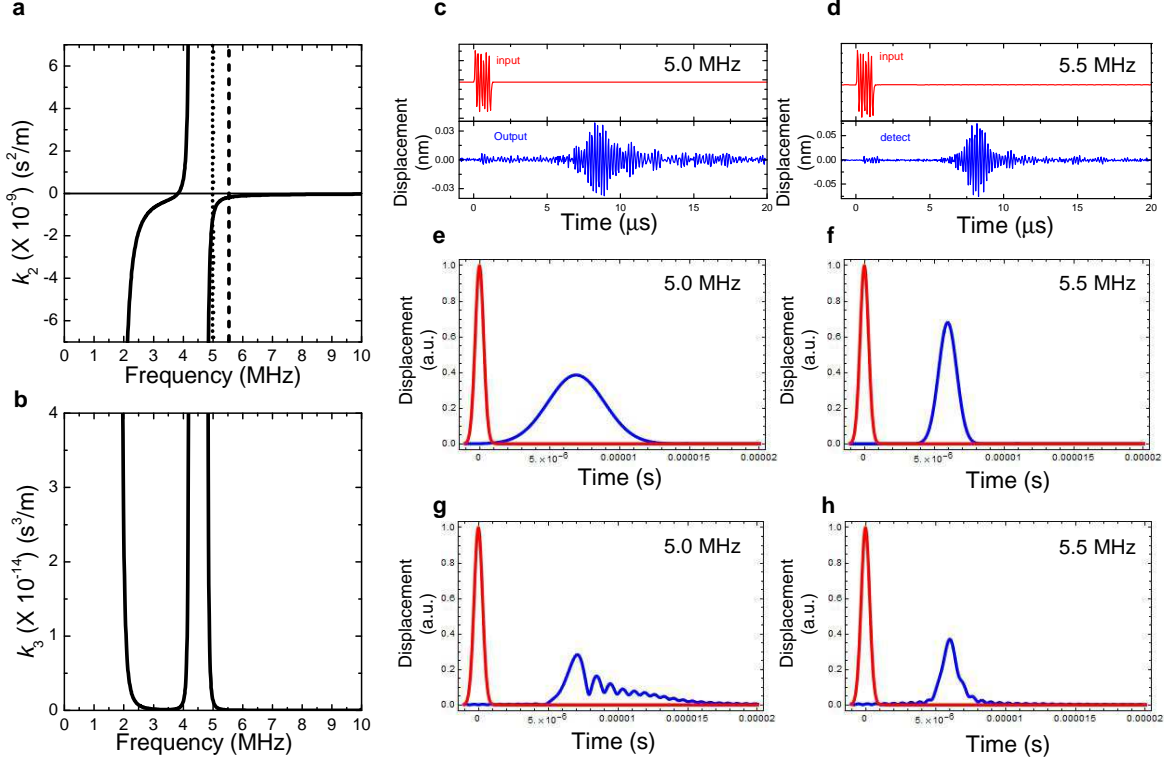 a
k2 (X 10-9) (s2/m)
6
4
2
0
-2
-4
-6
0 1 2 3 4 5 6 7 8 9 10
Frequency (MHz)
b
k3 (X 10-14) (s3/m)
4
3
2
1
0
0 1 2 3 4 5 6 7 8 9 10
Frequency (MHz)
c
input
5.0 MHz
Displacement
(nm)
0.03
0.00
-0.03
Output
0 5 10 15 20
Time (μs)
d
input
5.5 MHz
Displacement
(nm)
0.05
0.00
-0.05
detect
0 5 10 15 20
Time (μs)
e
5.0 MHz
Displacement
(a.u.)
1.0
0.8
0.6
0.4
0.2
0.0
0 5.×10-6 0.00001 0.000015 0.00002
Time (s)
f
5.5 MHz
Displacement
(a.u.)
1.0
0.8
0.6
0.4
0.2
0.0
0 5.×10-6 0.00001 0.000015 0.00002
Time (s)
g
5.0 MHz
Displacement
(a.u.)
1.0
0.8
0.6
0.4
0.2
0.0
0 5.×10-6 0.00001 0.000015 0.00002
Time (s)
h
5.5 MHz
Displacement
(a.u.)
1.0
0.8
0.6
0.4
0.2
0.0
0 5.×10-6 0.00001 0.000015 0.00002
Time (s)